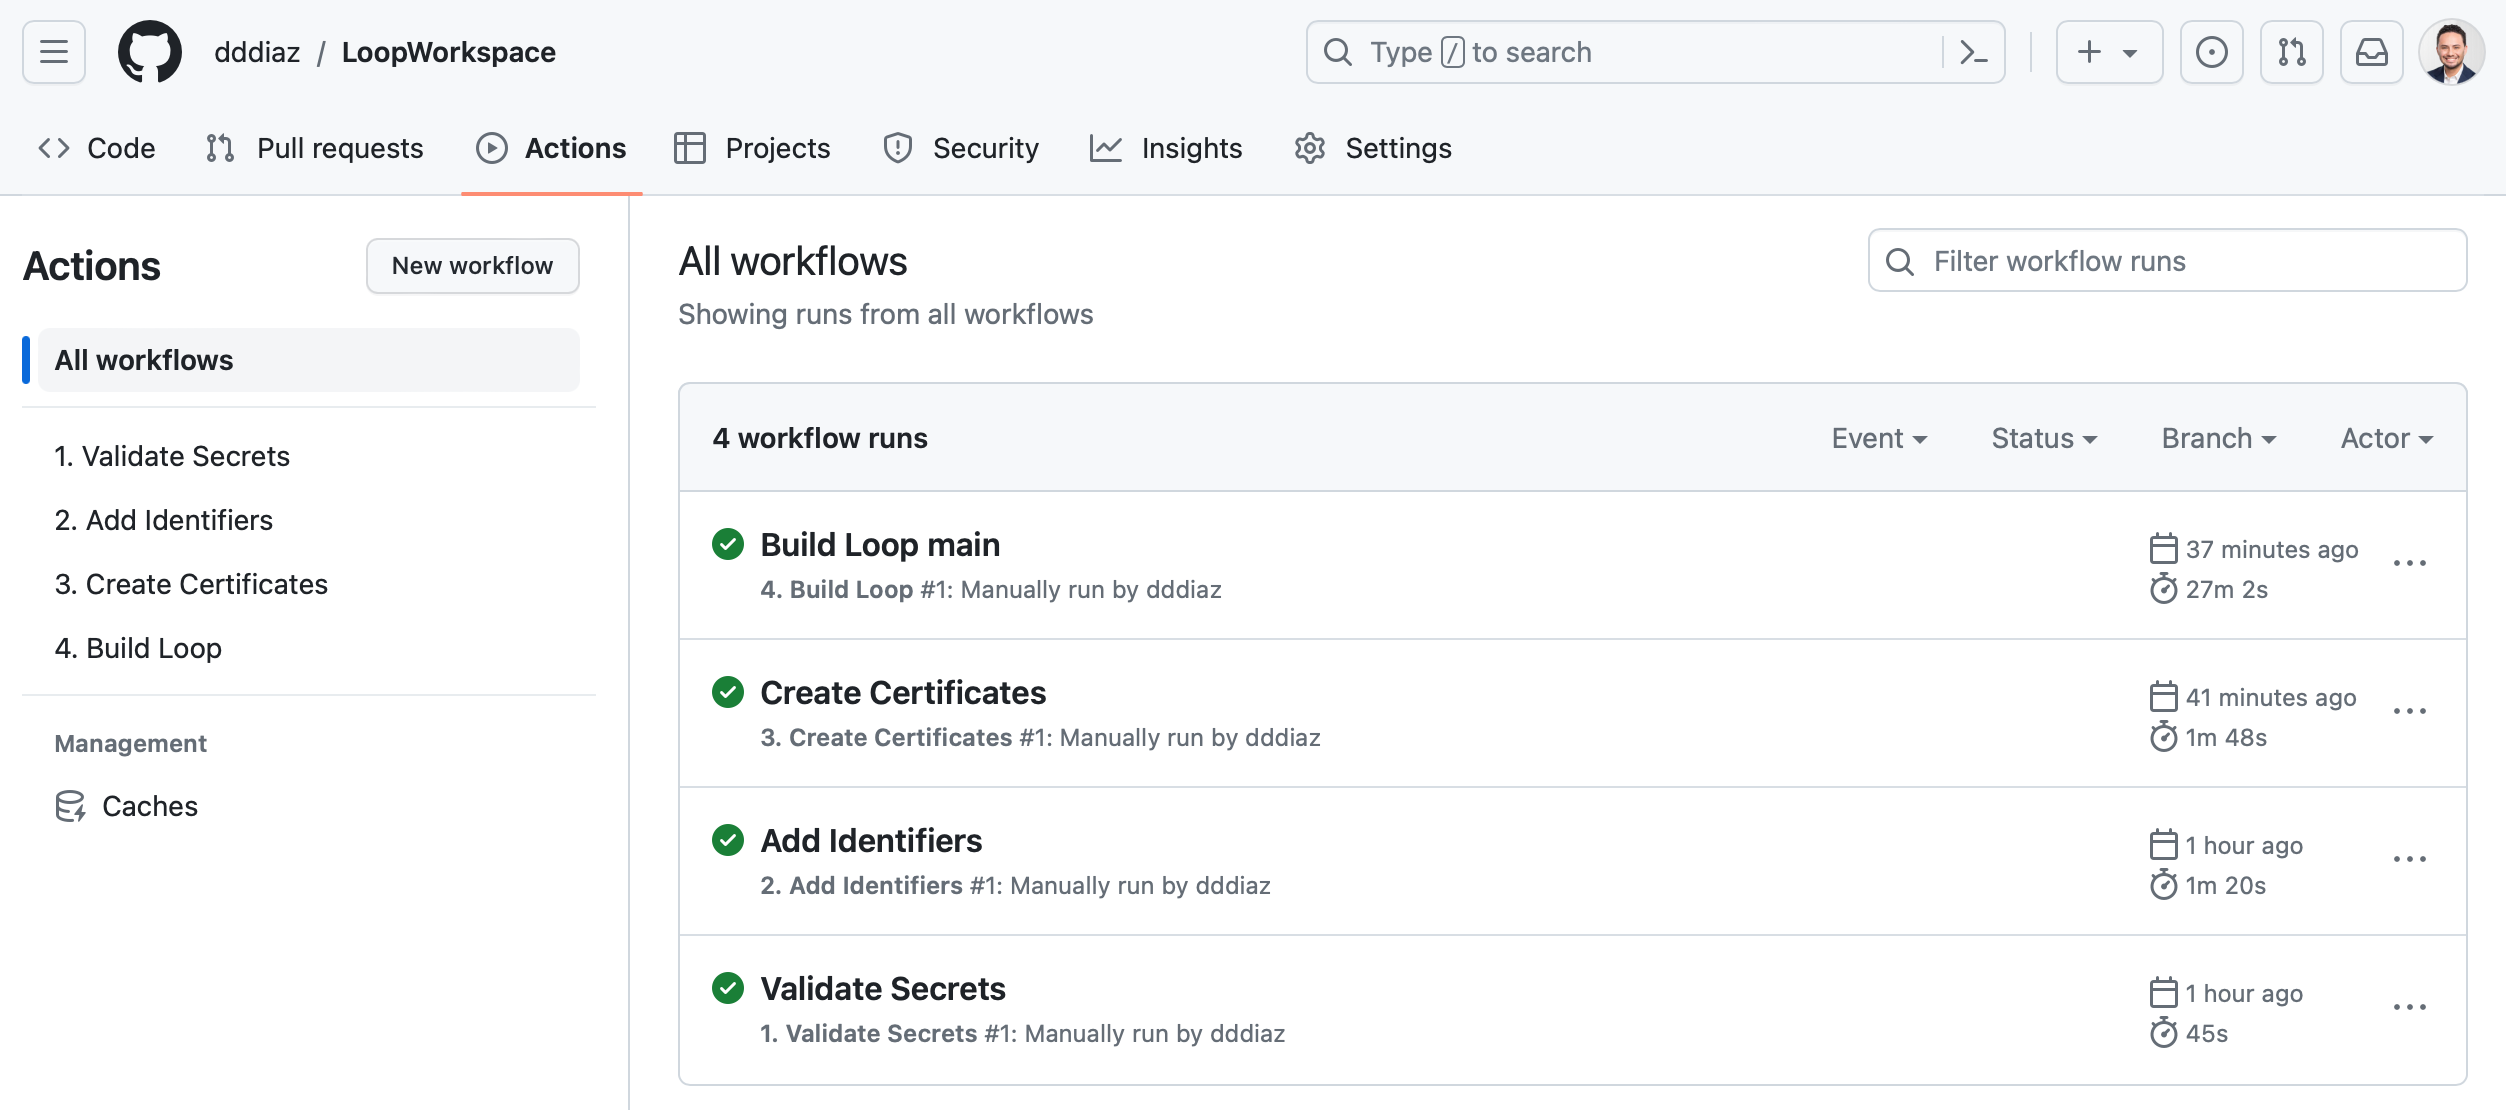 dddiaz / LoopWorkspace
Type / to search
Code
Pull requests
Actions
Projects
Security
Insights
Settings
Actions
New workflow
All workflows
1. Validate Secrets
2. Add Identifiers
3. Create Certificates
4. Build Loop
Management
Caches
All workflows
Showing runs from all workflows
Filter workflow runs
4 workflow runs
Event
Status
Branch
Actor
Build Loop main
4. Build Loop #1: Manually run by dddiaz
37 minutes ago
27m 2s
Create Certificates
3. Create Certificates #1: Manually run by dddiaz
41 minutes ago
1m 48s
Add Identifiers
2. Add Identifiers #1: Manually run by dddiaz
1 hour ago
1m 20s
Validate Secrets
1. Validate Secrets #1: Manually run by dddiaz
1 hour ago
45s